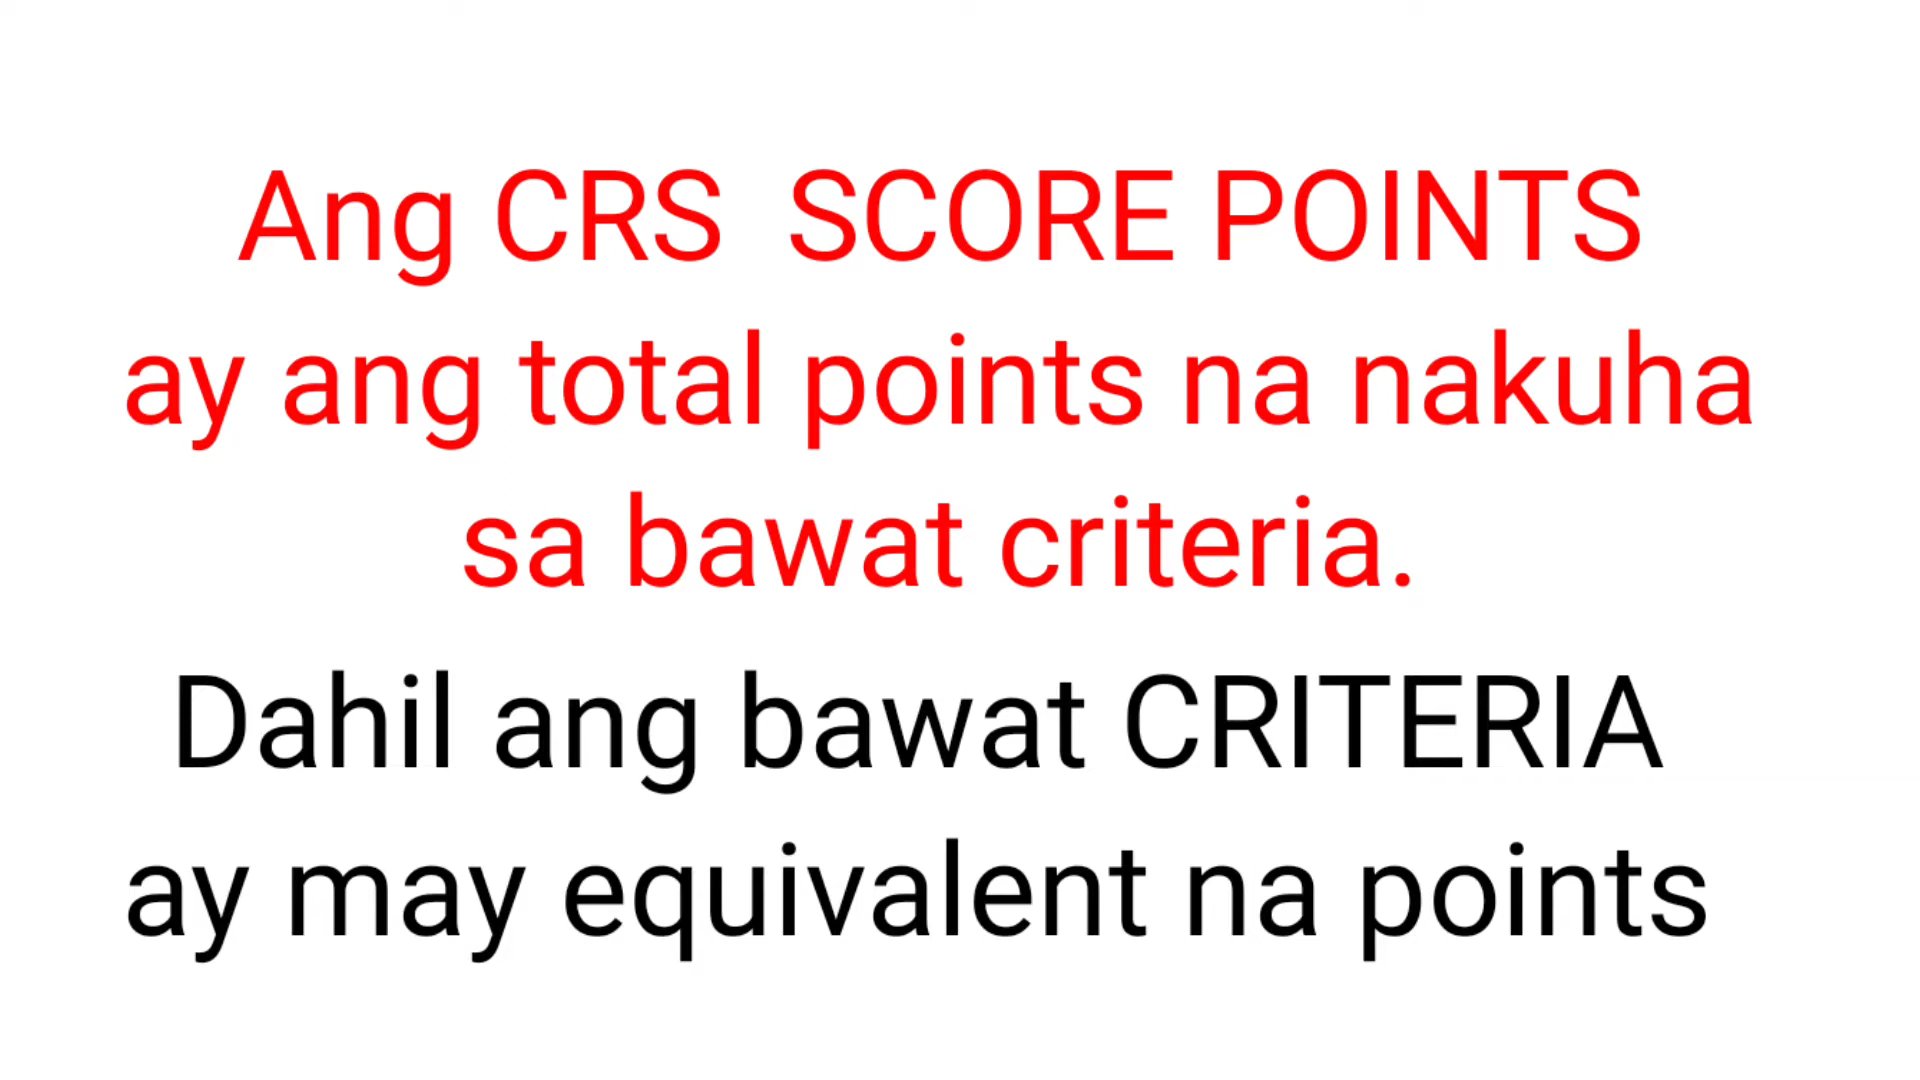 Ang CRS  SCORE POINTS
ay ang total points na nakuha
sa bawat criteria.
Dahil ang bawat CRITERIA
ay may equivalent na points